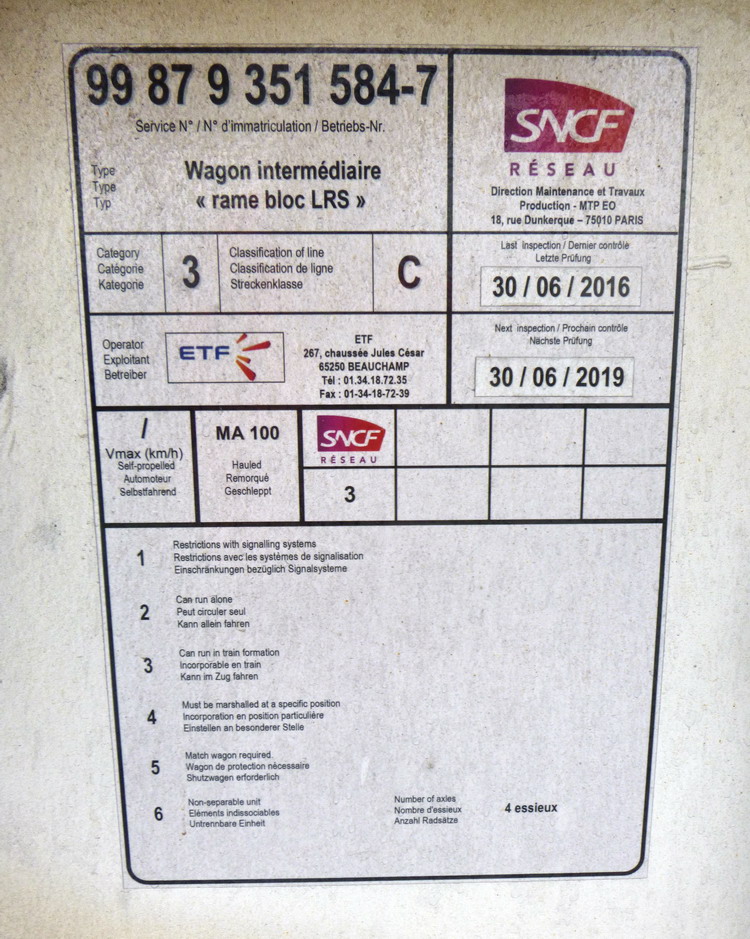 99 87 9 351 584-7
Service N° / N° d'immatriculation / Betriebs-Nr.
Type
Type
Typ
Wagon intermédiaire
« rame bloc LRS »
SNCF
RÉSEAU
Direction Maintenance et Travaux
Production - MTP EO
18, rue Dunkerque – 75010 PARIS
Category
Catégorie
Kategorie
3
Classification of line
Classification de ligne
Streckenklasse
C
Last Inspection / Dernier contrôle
Letzte Prüfung
30 / 06 / 2016
Operator
Exploitant
Betreiber
ETF
ETF
267, chaussée Jules César
65250 BEAUCHAMP
Tél : 01.34.18.72.35
Fax : 01-34-18-72-39
Next inspection / Prochain contrôle
Nächste Prüfung
30 / 06 / 2019
/
Vmax (km/h)
Self-propelled
Automoteur
Selbstfahrend
MA 100
Hauled
Remorqué
Geschleppt
SNCF
RÉSEAU
3
1
Restrictions with signalling systems
Restrictions avec les systèmes de signalisation
Einschränkungen bezüglich Signalsysteme
2
Can run alone
Peut circuler seul
Kann allein fahren
3
Can run in train formation
Incorporable en train
Kann im Zug fahren
4
Must be marshalled at a specific position
Incorporation en position particulière
Einstellen an besonderer Stelle
5
Match wagon required
Wagon de protection nécessaire
Shutzwagen erforderlich
6
Non-separable unit
Eléments indissociables
Untrennbare Einheit
Number of axles
Nombre d'essieux
Anzahl Radsätze
4 essieux